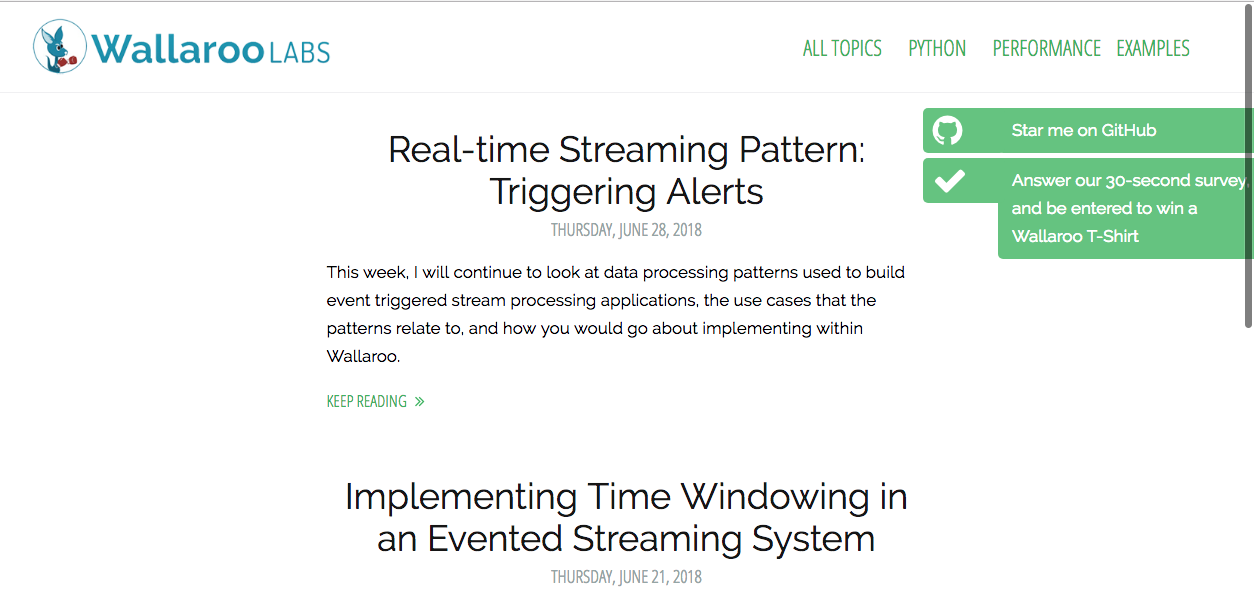 Wallaroo LABS
ALL TOPICS PYTHON PERFORMANCE EXAMPLES
Star me on GitHub
Answer our 30-second survey,
and be entered to win a
Wallaroo T-Shirt
Real-time Streaming Pattern:
Triggering Alerts
THURSDAY, JUNE 28, 2018
This week, I will continue to look at data processing patterns used to build
event triggered stream processing applications, the use cases that the
patterns relate to, and how you would go about implementing within
Wallaroo.
KEEP READING »
Implementing Time Windowing in
an Evented Streaming System
THURSDAY, JUNE 21, 2018